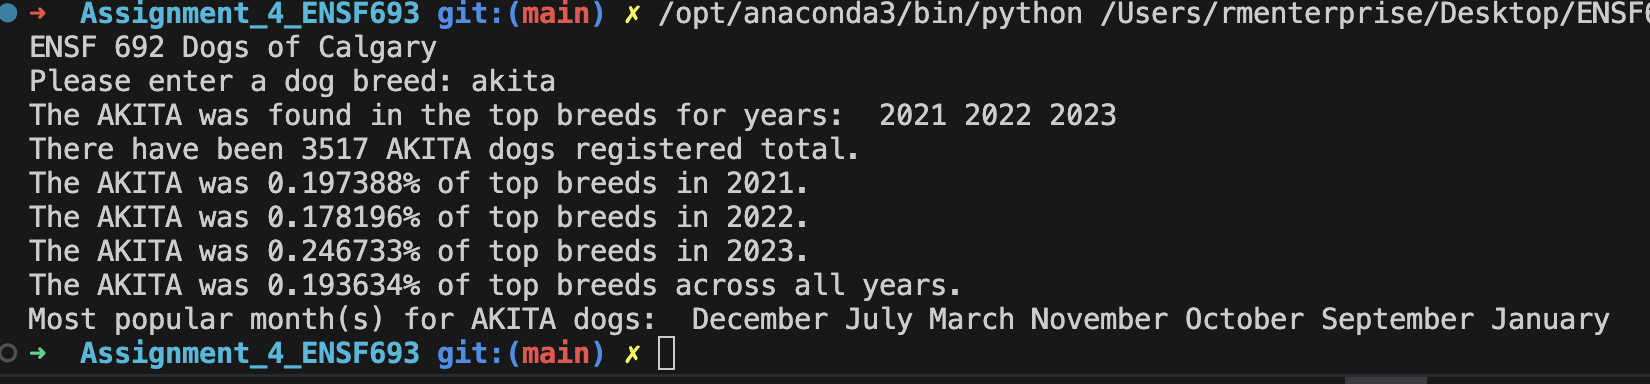 ➜  Assignment_4_ENSF693 git:(main) ✗ /opt/anaconda3/bin/python /Users/rmenterprise/Desktop/ENSF6
ENSF 692 Dogs of Calgary
Please enter a dog breed: akita
The AKITA was found in the top breeds for years:  2021 2022 2023
There have been 3517 AKITA dogs registered total.
The AKITA was 0.197388% of top breeds in 2021.
The AKITA was 0.178196% of top breeds in 2022.
The AKITA was 0.246733% of top breeds in 2023.
The AKITA was 0.193634% of top breeds across all years.
Most popular month(s) for AKITA dogs:  December July March November October September January
➜  Assignment_4_ENSF693 git:(main) ✗